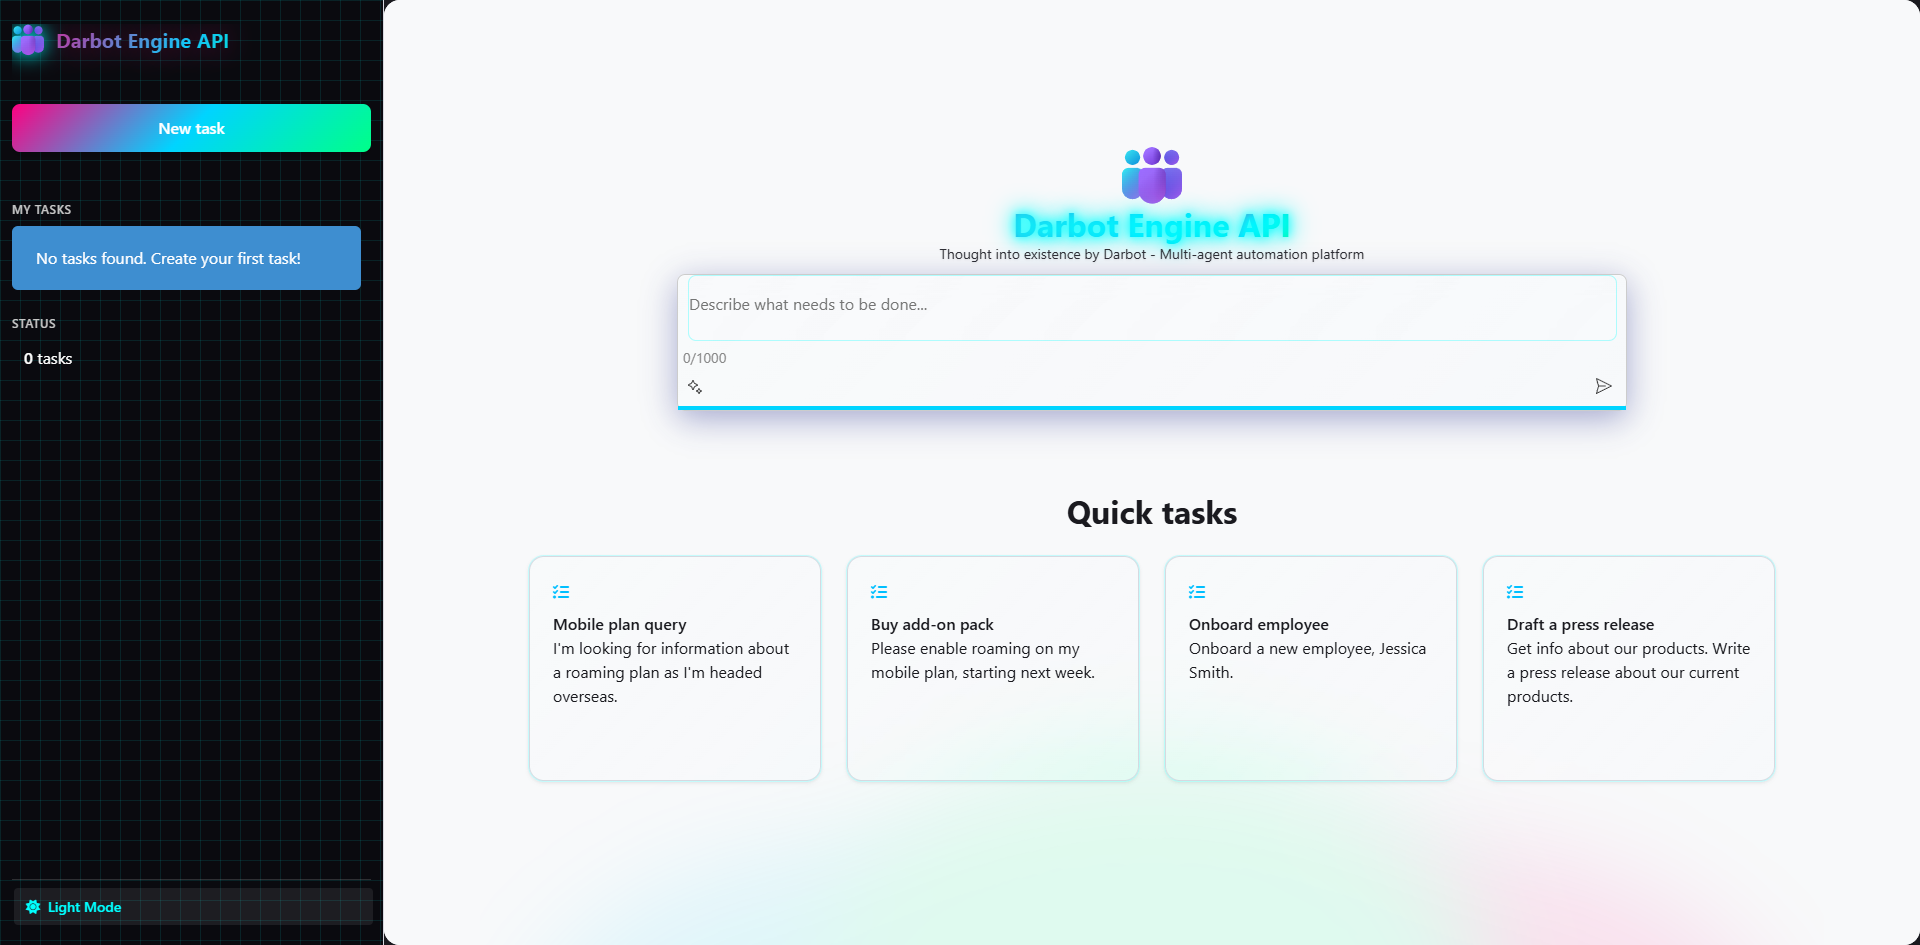 Darbot Engine API
New task
MY TASKS
No tasks found. Create your first task!
STATUS
0 tasks
Light Mode
Darbot Engine API
Thought into existence by Darbot - Multi-agent automation platform
Describe what needs to be done...
0/1000
Quick tasks
Mobile plan query
I'm looking for information about
a roaming plan as I'm headed
overseas.
Buy add-on pack
Please enable roaming on my
mobile plan, starting next week.
Onboard employee
Onboard a new employee, Jessica
Smith.
Draft a press release
Get info about our products. Write
a press release about our current
products.